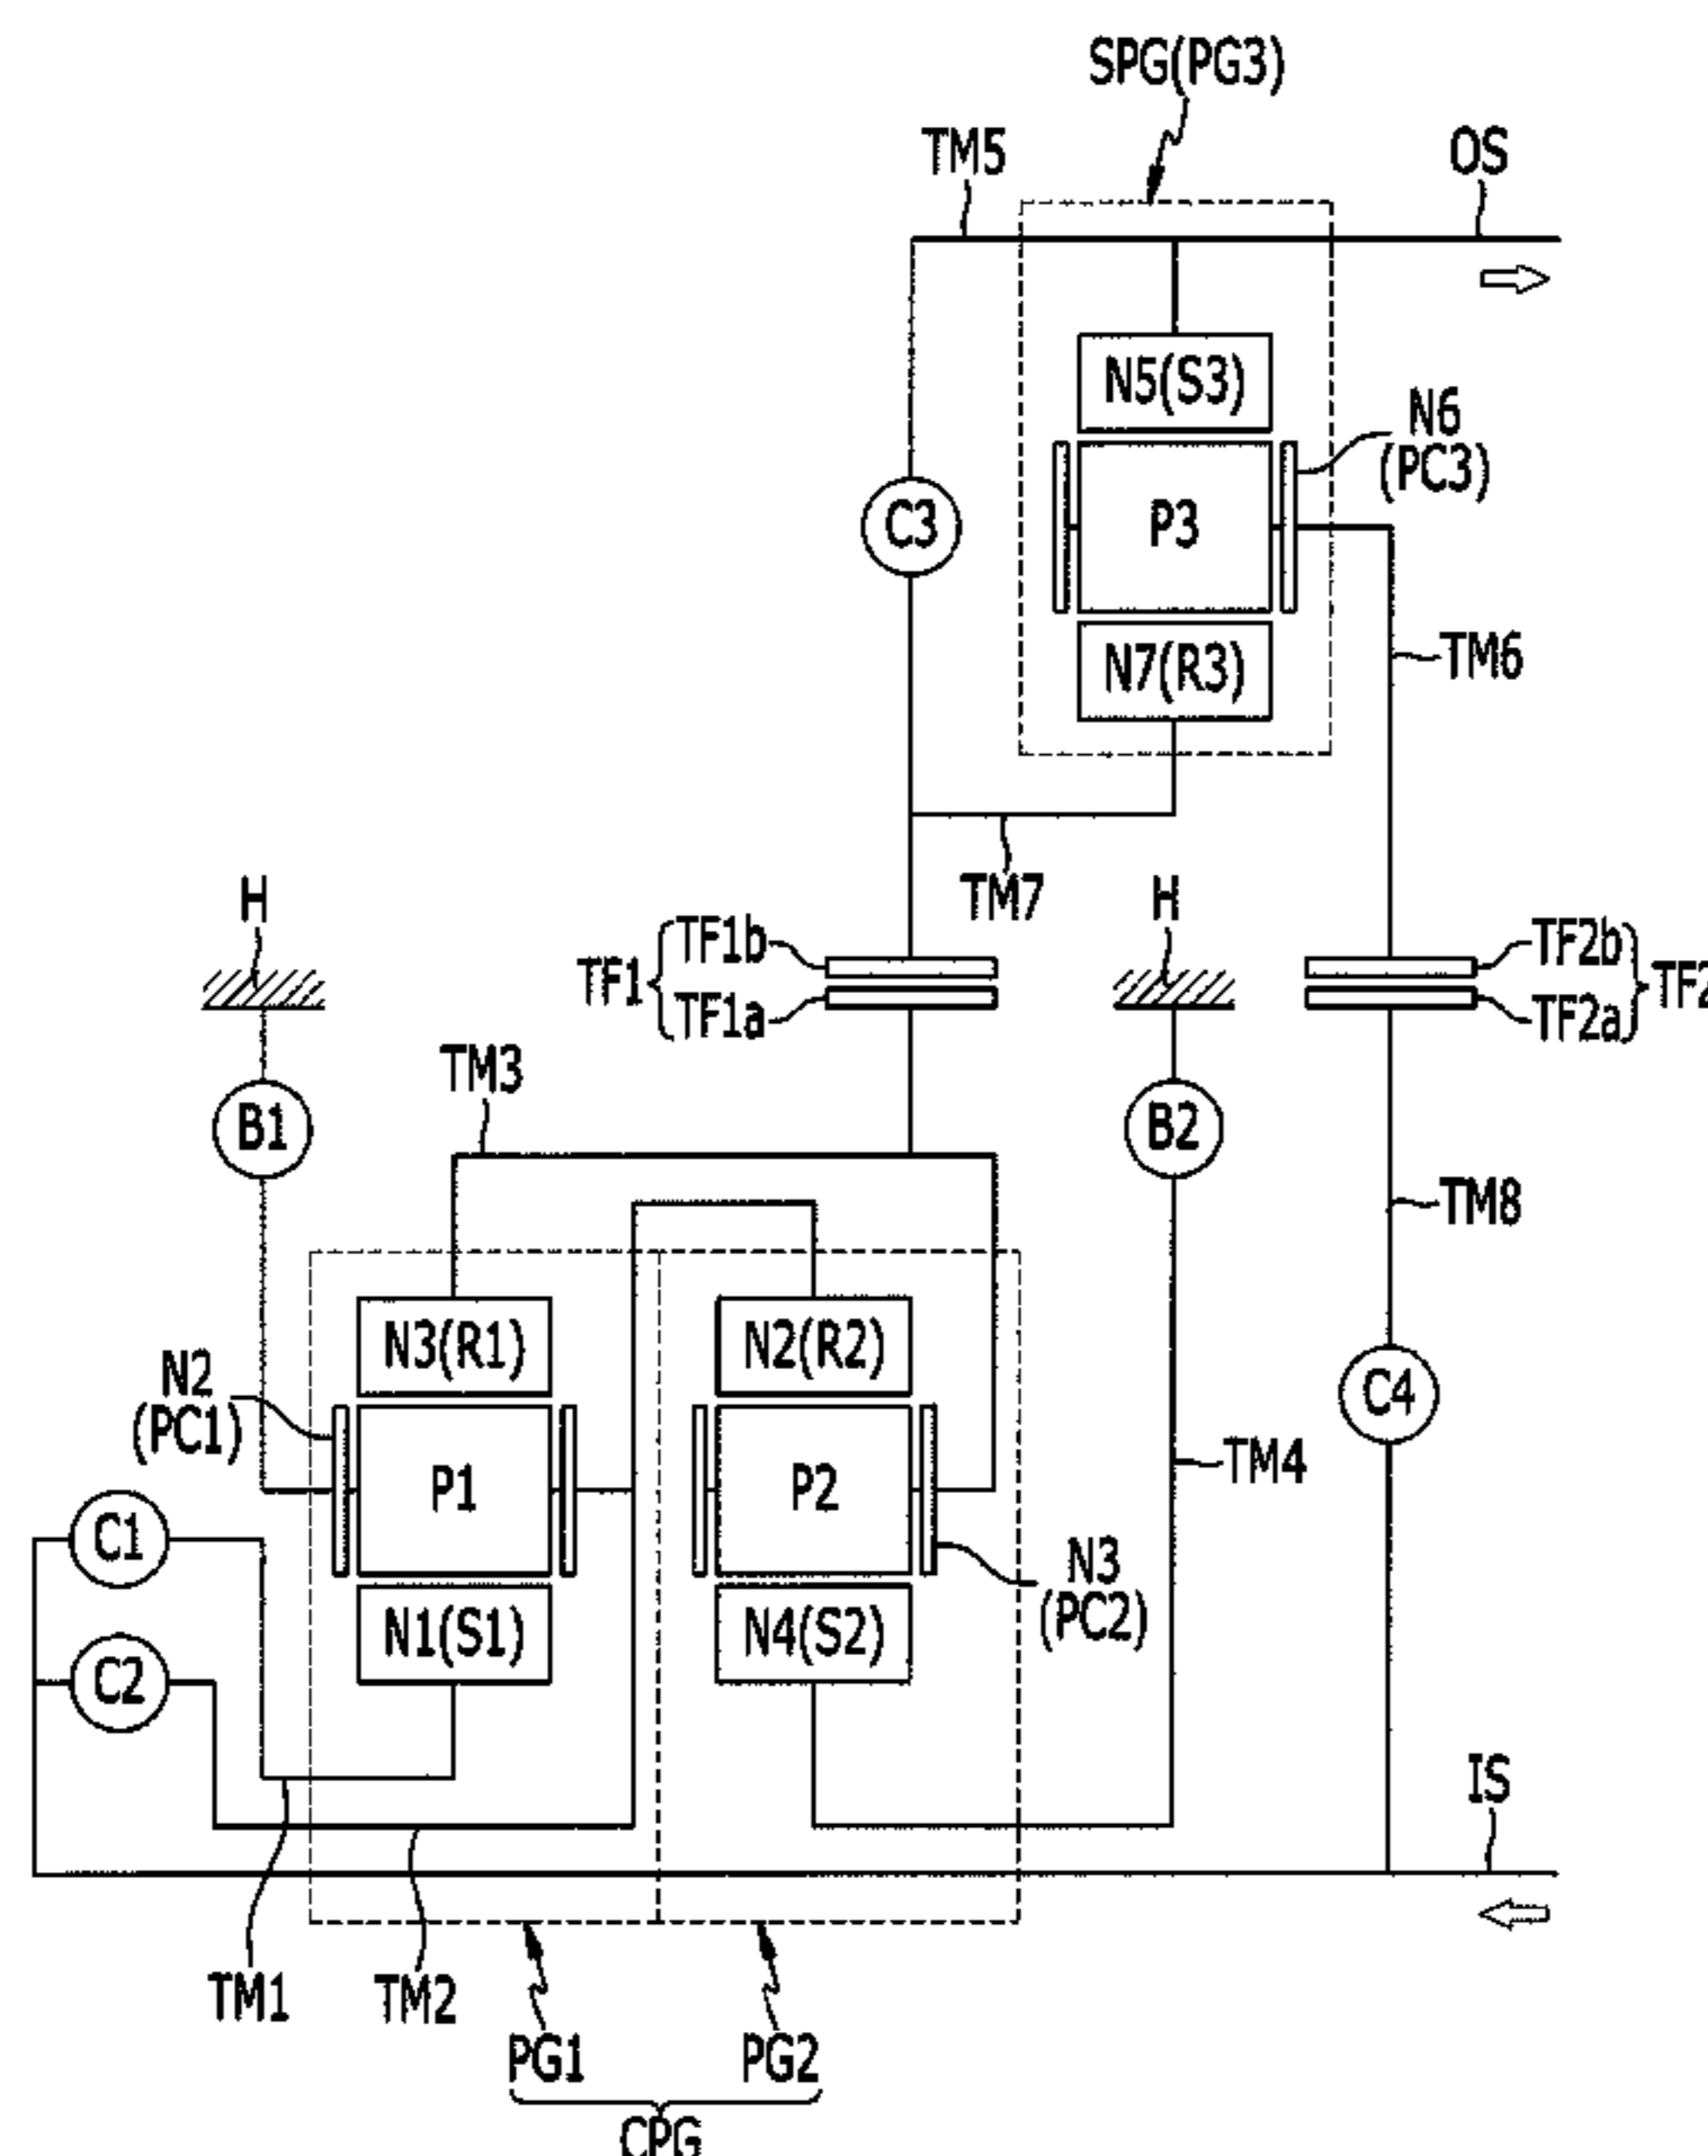 SPG(PG3)
TM5
OS
N5(S3)
N6
(PC3)
C3
P3
N7(R3)
TM6
TM7
H
H
TF1
TF1b
TF1a
TF2b
TF2a
TF2
TM3
B1
B2
TM8
N3(R1)
N2(R2)
N2
(PC1)
C4
P1
P2
TM4
C1
N3
(PC2)
N1(S1)
N4(S2)
C2
IS
TM1
TM2
PG1
PG2
CPG